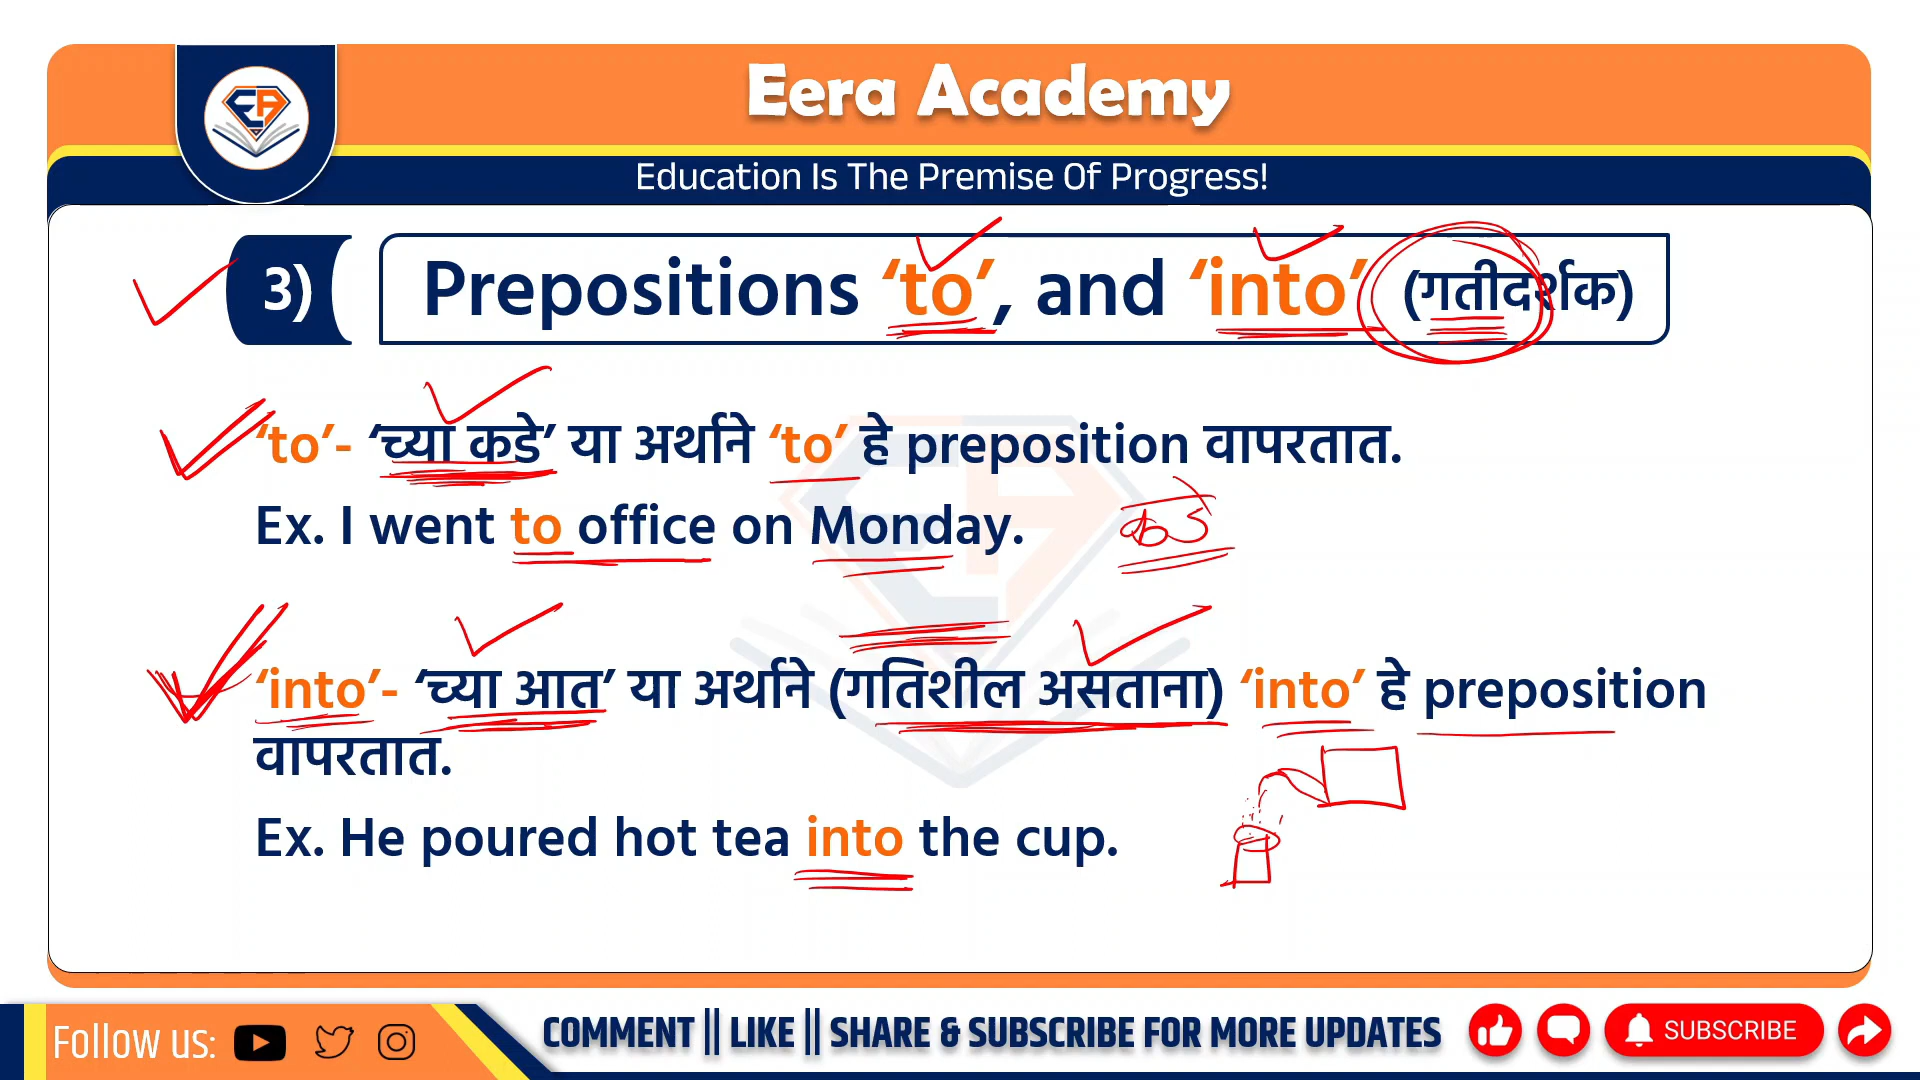 Eera Academy
Education Is The Premise Of Progress!
3) Prepositions ‘to’, and ‘into’ (गतीदर्शक)
‘to’- ‘च्या कडे’ या अर्थाने ‘to’ हे preposition वापरतात.
Ex. I went to office on Monday.
कडे
‘into’- ‘च्या आत’ या अर्थाने (गतिशील असताना) ‘into’ हे preposition
वापरतात.
Ex. He poured hot tea into the cup.
Follow us:
COMMENT || LIKE || SHARE & SUBSCRIBE FOR MORE UPDATES
SUBSCRIBE